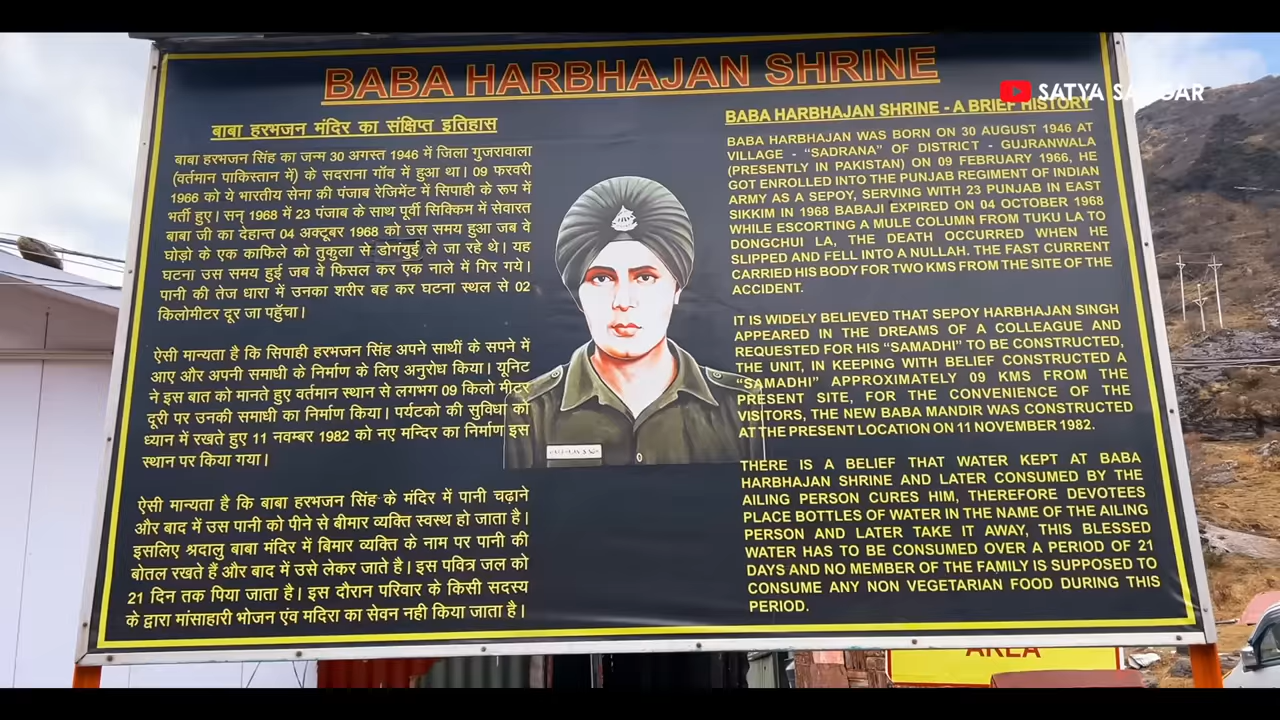 BABA HARBHAJAN SHRINE
बाबा हरभजन मंदिर का संक्षिप्त इतिहास
बाबा हरभजन सिंह का जन्म 30 अगस्त 1946 में जिला गुजरावाला
(वर्तमान पाकिस्तान में) के सदराना गाँव में हुआ था। 09 फरवरी
1966 को ये भारतीय सेना की पंजाब रेजिमेंट में सिपाही के रूप में
भर्ती हुए। सन् 1968 में 23 पंजाब के साथ पूर्वी सिक्किम में सेवारत
बाबा जी का देहान्त 04 अक्टूबर 1968 को उस समय हुआ जब वे
घोड़ो के एक काफिले को तुकुला से डोगंयुई ले जा रहे थे। यह
घटना उस समय हुई जब वे फिसल कर एक नाले में गिर गये।
पानी की तेज धारा में उनका शरीर बह कर घटना स्थल से 02
किलोमीटर दूर जा पहुँचा।
ऐसी मान्यता है कि सिपाही हरभजन सिंह अपने साथीं के सपने में
आए और अपनी समाधी के निर्माण के लिए अनुरोध किया। यूनिट
ने इस बात को मानते हुए वर्तमान स्थान से लगभग 09 किलो मीटर
दूरी पर उनकी समाधी का निर्माण किया। पर्यटको की सुविधा को
ध्यान में रखते हुए 11 नवम्बर 1982 को नए मन्दिर का निर्माण इस
स्थान पर किया गया।
ऐसी मान्यता है कि बाबा हरभजन सिंह के मंदिर में पानी चढ़ाने
और बाद में उस पानी को पीने से बीमार व्यक्ति स्वस्थ हो जाता है।
इसलिए श्रदालु बाबा मंदिर में बिमार व्यक्ति के नाम पर पानी की
बोतल रखते हैं और बाद में उसे लेकर जाते है। इस पवित्र जल को
21 दिन तक पिया जाता है। इस दौरान परिवार के किसी सदस्य
के द्वारा मांसाहारी भोजन एंव मदिरा का सेवन नही किया जाता है।
BABA HARBHAJAN SHRINE - A BRIEF HISTORY
BABA HARBHAJAN WAS BORN ON 30 AUGUST 1946 AT
VILLAGE - “SADRANA” OF DISTRICT - GUJRANWALA
(PRESENTLY IN PAKISTAN) ON 09 FEBRUARY 1966, HE
GOT ENROLLED INTO THE PUNJAB REGIMENT OF INDIAN
ARMY AS A SEPOY, SERVING WITH 23 PUNJAB IN EAST
SIKKIM IN 1968 BABAJI EXPIRED ON 04 OCTOBER 1968
WHILE ESCORTING A MULE COLUMN FROM TUKU LA TO
DONGCHUI LA, THE DEATH OCCURRED WHEN HE
SLIPPED AND FELL INTO A NULLAH. THE FAST CURRENT
CARRIED HIS BODY FOR TWO KMS FROM THE SITE OF THE
ACCIDENT.
IT IS WIDELY BELIEVED THAT SEPOY HARBHAJAN SINGH
APPEARED IN THE DREAMS OF A COLLEAGUE AND
REQUESTED FOR HIS “SAMADHI” TO BE CONSTRUCTED,
THE UNIT, IN KEEPING WITH BELIEF CONSTRUCTED A
“SAMADHI” APPROXIMATELY 09 KMS FROM THE
PRESENT SITE, FOR THE CONVENIENCE OF THE
VISITORS, THE NEW BABA MANDIR WAS CONSTRUCTED
AT THE PRESENT LOCATION ON 11 NOVEMBER 1982.
THERE IS A BELIEF THAT WATER KEPT AT BABA
HARBHAJAN SHRINE AND LATER CONSUMED BY THE
AILING PERSON CURES HIM, THEREFORE DEVOTEES
PLACE BOTTLES OF WATER IN THE NAME OF THE AILING
PERSON AND LATER TAKE IT AWAY, THIS BLESSED
WATER HAS TO BE CONSUMED OVER A PERIOD OF 21
DAYS AND NO MEMBER OF THE FAMILY IS SUPPOSED TO
CONSUME ANY NON VEGETARIAN FOOD DURING THIS
PERIOD.
SATYA
AREA